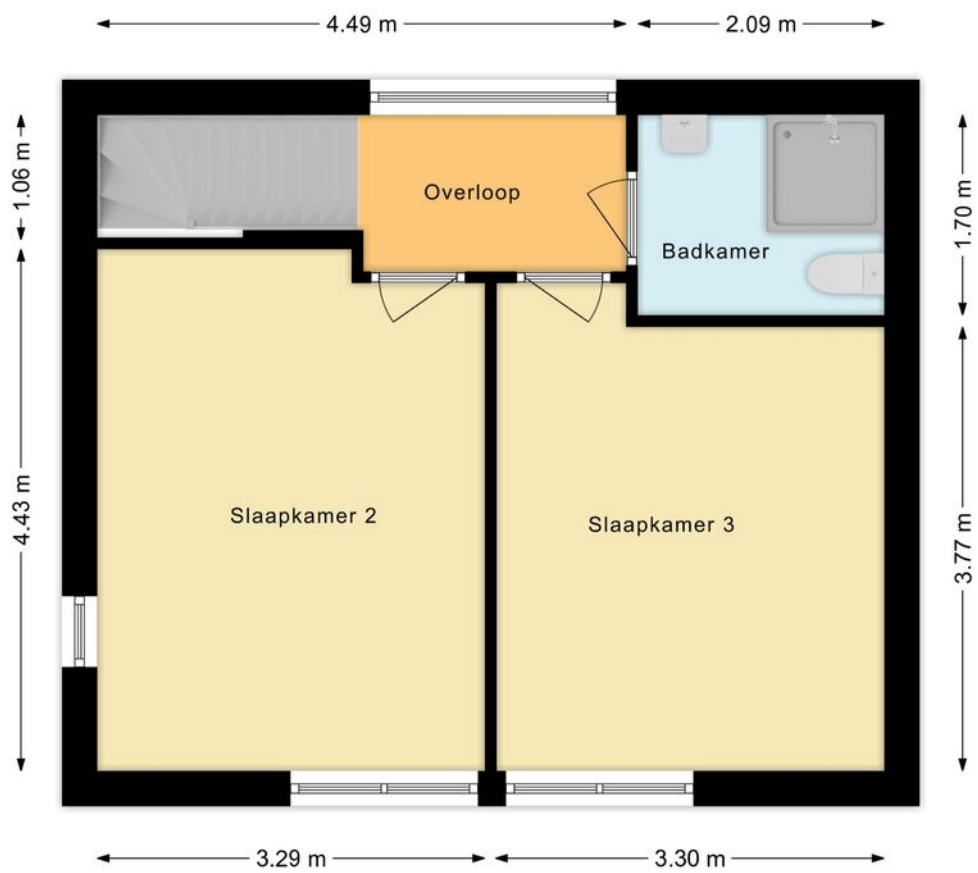 4.49 m
2.09 m
1.06 m
1.70 m
Overloop
Badkamer
4.43 m
3.77 m
Slaapkamer 2
Slaapkamer 3
3.29 m
3.30 m